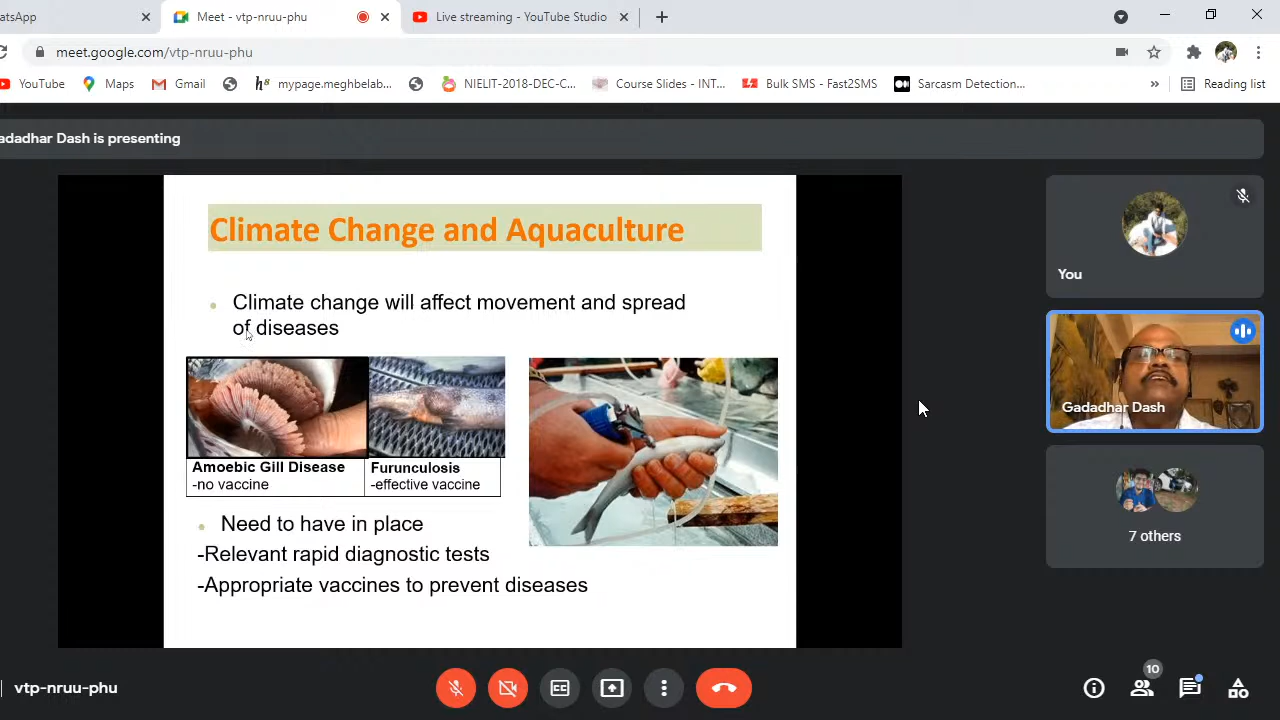 atsApp
Meet - vtp-nruu-phu
Live streaming - YouTube Studio
meet.google.com/vtp-nruu-phu
YouTube
Maps
Gmail
mypage.meghbelab...
NIELIT-2018-DEC-C...
Course Slides - INT...
Bulk SMS - Fast2SMS
Sarcasm Detection...
»
Reading list
adadhar Dash is presenting
Climate Change and Aquaculture
Climate change will affect movement and spread
of diseases
Amoebic Gill Disease
-no vaccine
Furunculosis
-effective vaccine
Need to have in place
-Relevant rapid diagnostic tests
-Appropriate vaccines to prevent diseases
You
Gadadhar Dash
7 others
vtp-nruu-phu
10